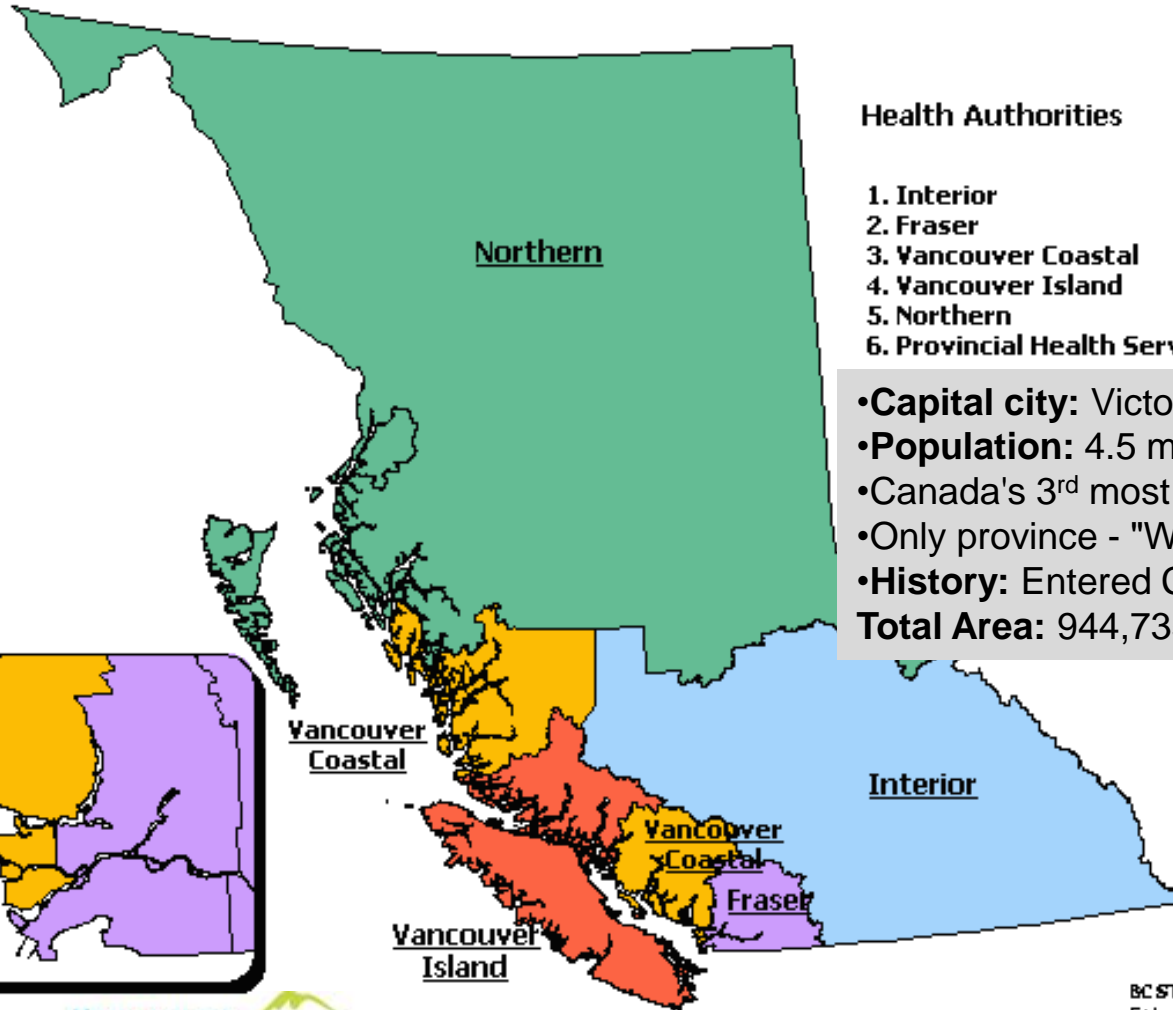 Health Authorities
1. Interior
2. Fraser
3. Vancouver Coastal
4. Vancouver Island
5. Northern
6. Provincial Health Serv
•Capital city: Victo
•Population: 4.5 m
•Canada's 3rd most
•Only province - "W
•History: Entered C
Total Area: 944,73
Northern
Vancouver
Coastal
Interior
Vancouver
Coastal
Fraser
Vancouver
Island
BC ST